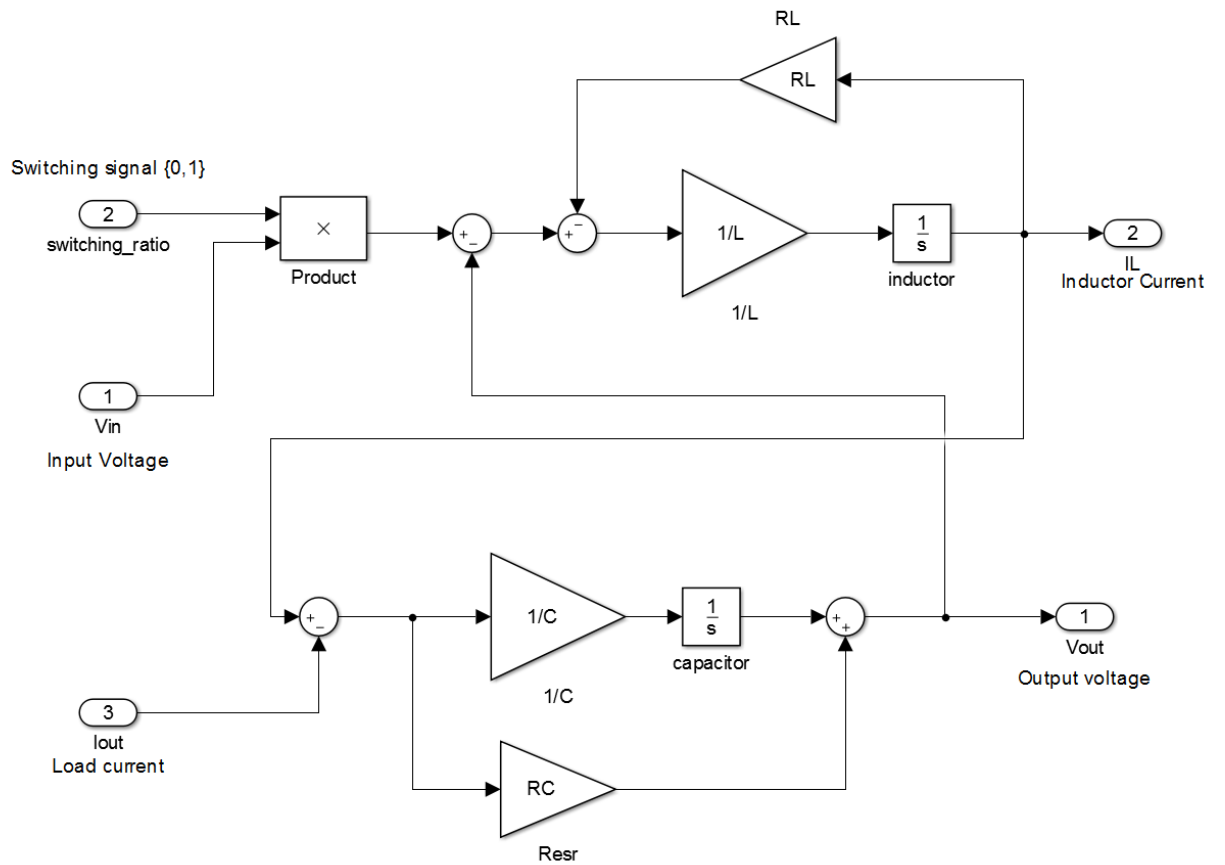 RL
RL
Switching signal {0,1}
2
switching_ratio
×
Product
+
−
+
−
1/L
1/L
1
s
inductor
2
IL
Inductor Current
1
Vin
Input Voltage
+
−
1/C
1/C
1
s
capacitor
+
+
1
Vout
Output voltage
3
Iout
Load current
RC
Resr